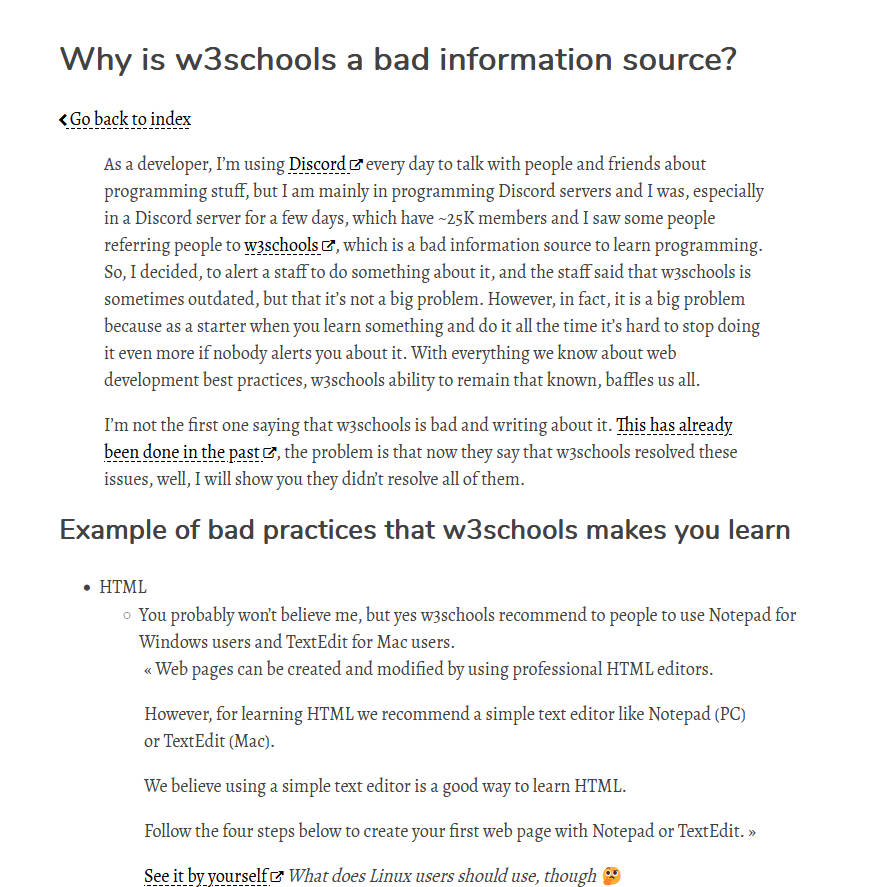 Why is w3schools a bad information source?
Go back to index
As a developer, I’m using Discord every day to talk with people and friends about
programming stuff, but I am mainly in programming Discord servers and I was, especially
in a Discord server for a few days, which have ~25K members and I saw some people
referring people to w3schools, which is a bad information source to learn programming.
So, I decided, to alert a staff to do something about it, and the staff said that w3schools is
sometimes outdated, but that it’s not a big problem. However, in fact, it is a big problem
because as a starter when you learn something and do it all the time it’s hard to stop doing
it even more if nobody alerts you about it. With everything we know about web
development best practices, w3schools ability to remain that known, baffles us all.
I’m not the first one saying that w3schools is bad and writing about it. This has already
been done in the past, the problem is that now they say that w3schools resolved these
issues, well, I will show you they didn’t resolve all of them.
Example of bad practices that w3schools makes you learn
• HTML
◦ You probably won’t believe me, but yes w3schools recommend to people to use Notepad for
Windows users and TextEdit for Mac users.
« Web pages can be created and modified by using professional HTML editors.
However, for learning HTML we recommend a simple text editor like Notepad (PC)
or TextEdit (Mac).
We believe using a simple text editor is a good way to learn HTML.
Follow the four steps below to create your first web page with Notepad or TextEdit. »
See it by yourself What does Linux users should use, though 🤔